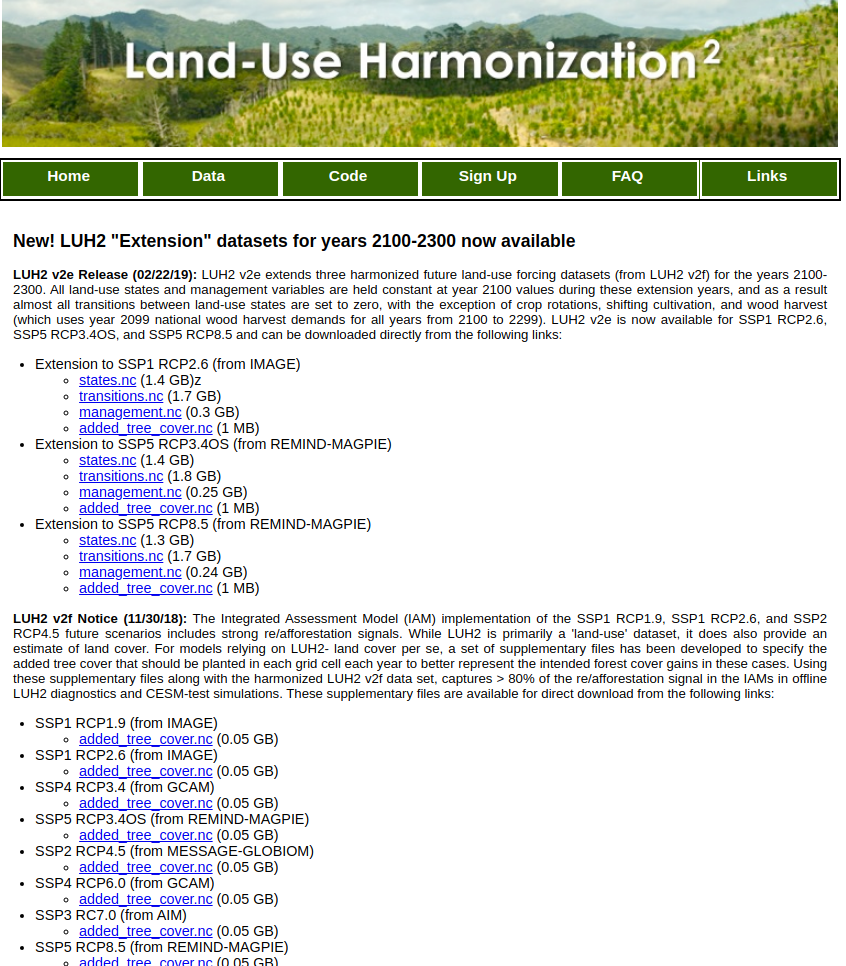 Land-Use Harmonization²
Home Data Code Sign Up FAQ Links
New! LUH2 "Extension" datasets for years 2100-2300 now available
LUH2 v2e Release (02/22/19): LUH2 v2e extends three harmonized future land-use forcing datasets (from LUH2 v2f) for the years 2100-
2300. All land-use states and management variables are held constant at year 2100 values during these extension years, and as a result
almost all transitions between land-use states are set to zero, with the exception of crop rotations, shifting cultivation, and wood harvest
(which uses year 2099 national wood harvest demands for all years from 2100 to 2299). LUH2 v2e is now available for SSP1 RCP2.6,
SSP5 RCP3.4OS, and SSP5 RCP8.5 and can be downloaded directly from the following links:
• Extension to SSP1 RCP2.6 (from IMAGE)
◦ states.nc (1.4 GB)z
◦ transitions.nc (1.7 GB)
◦ management.nc (0.3 GB)
◦ added_tree_cover.nc (1 MB)
• Extension to SSP5 RCP3.4OS (from REMIND-MAGPIE)
◦ states.nc (1.4 GB)
◦ transitions.nc (1.8 GB)
◦ management.nc (0.25 GB)
◦ added_tree_cover.nc (1 MB)
• Extension to SSP5 RCP8.5 (from REMIND-MAGPIE)
◦ states.nc (1.3 GB)
◦ transitions.nc (1.7 GB)
◦ management.nc (0.24 GB)
◦ added_tree_cover.nc (1 MB)
LUH2 v2f Notice (11/30/18): The Integrated Assessment Model (IAM) implementation of the SSP1 RCP1.9, SSP1 RCP2.6, and SSP2
RCP4.5 future scenarios includes strong re/afforestation signals. While LUH2 is primarily a 'land-use' dataset, it does also provide an
estimate of land cover. For models relying on LUH2- land cover per se, a set of supplementary files has been developed to specify the
added tree cover that should be planted in each grid cell each year to better represent the intended forest cover gains in these cases. Using
these supplementary files along with the harmonized LUH2 v2f data set, captures > 80% of the re/afforestation signal in the IAMs in offline
LUH2 diagnostics and CESM-test simulations. These supplementary files are available for direct download from the following links:
• SSP1 RCP1.9 (from IMAGE)
◦ added_tree_cover.nc (0.05 GB)
• SSP1 RCP2.6 (from IMAGE)
◦ added_tree_cover.nc (0.05 GB)
• SSP4 RCP3.4 (from GCAM)
◦ added_tree_cover.nc (0.05 GB)
• SSP5 RCP3.4OS (from REMIND-MAGPIE)
◦ added_tree_cover.nc (0.05 GB)
• SSP2 RCP4.5 (from MESSAGE-GLOBIOM)
◦ added_tree_cover.nc (0.05 GB)
• SSP4 RCP6.0 (from GCAM)
◦ added_tree_cover.nc (0.05 GB)
• SSP3 RC7.0 (from AIM)
◦ added_tree_cover.nc (0.05 GB)
• SSP5 RCP8.5 (from REMIND-MAGPIE)
◦ added_tree_cover.nc (0.05 GB)